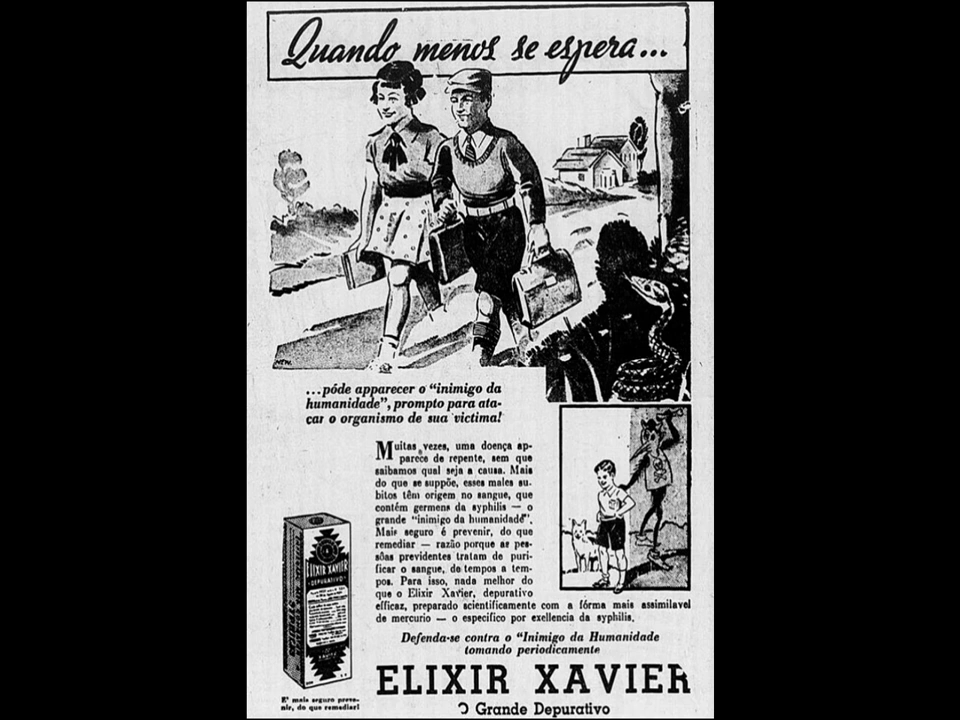 Quando menos se espera...
...póde apparecer o "inimigo da
humanidade", prompto para ata-
car o organismo de sua victima!
Muitas vezes, uma doença ap-
parece de repente, sem que
saibamos qual seja a causa. Mais
do que se suppõe, esses males su-
bitos têm origem no sangue, que
contém germens da syphilis — o
grande "inimigo da humanidade".
Mais seguro é prevenir, do que
remediar — razão porque as pes-
sôas previdentes tratam de puri-
ficar o sangue, de tempos a tem-
pos. Para isso, nada melhor do
que o Elixir Xavier, depurativo
efficaz, preparado scientificamente com a fórma mais assimilavel
de mercurio — o especifico por exellencia da syphilis.
Defenda-se contra o "Inimigo da Humanidade
tomando periodicamente
ELIXIR XAVIER
O Grande Depurativo
ELIXIR XAVIER
DEPURATIVO
E' mais seguro preve-
nir, do que remediar!